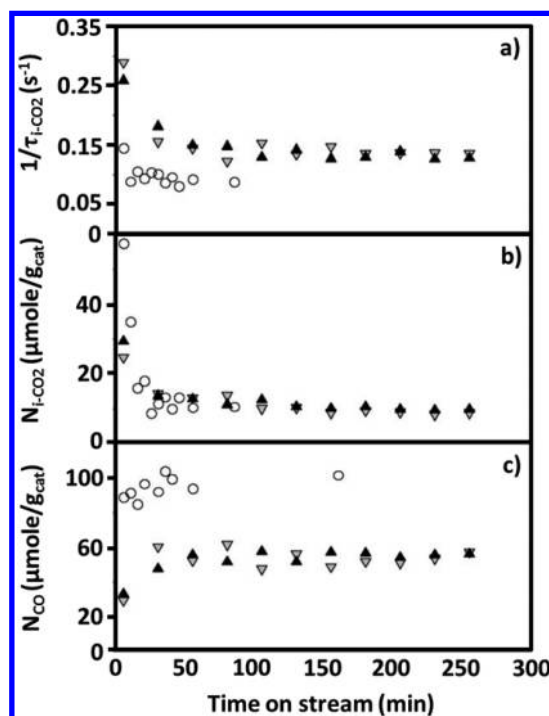 a)
1/τi-CO2 (s-1)
0.35
0.25
0.15
0.05
0
b)
Ni-CO2 (μmole/gcat)
40
20
0
c)
NCO (μmole/gcat)
100
60
20
0
0 50 100 150 200 250 300
Time on stream (min)